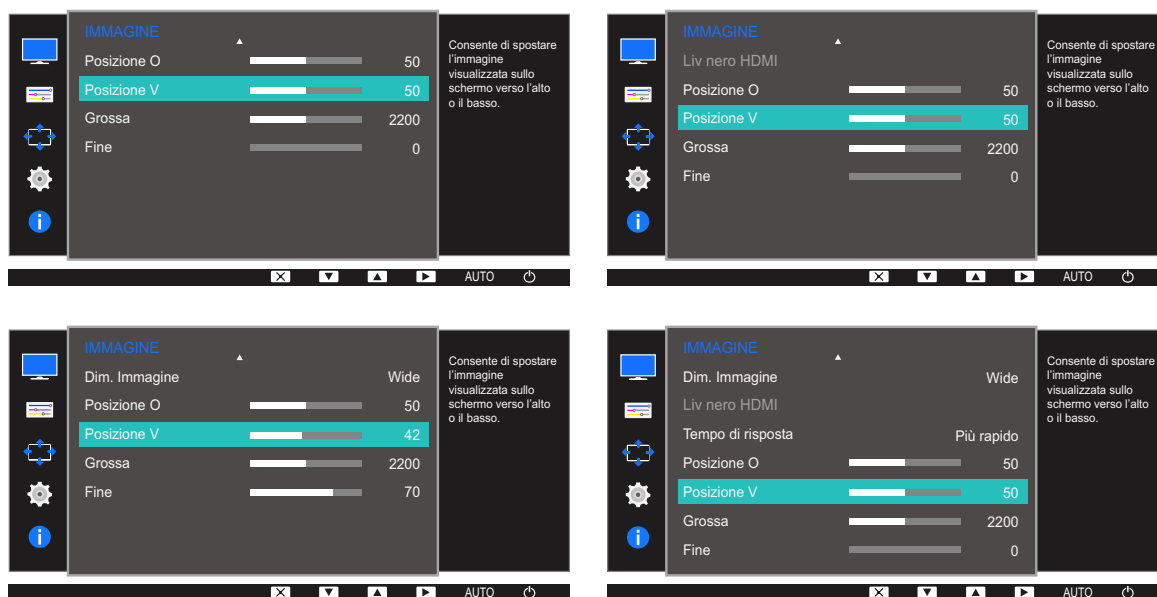 IMMAGINE
Posizione O 50
Posizione V 50
Grossa 2200
Fine 0
Consente di spostare
l'immagine
visualizzata sullo
schermo verso l'alto
o il basso.
AUTO
IMMAGINE
Liv nero HDMI
Posizione O 50
Posizione V 50
Grossa 2200
Fine 0
Consente di spostare
l'immagine
visualizzata sullo
schermo verso l'alto
o il basso.
AUTO
IMMAGINE
Dim. Immagine Wide
Posizione O 50
Posizione V 42
Grossa 2200
Fine 70
Consente di spostare
l'immagine
visualizzata sullo
schermo verso l'alto
o il basso.
AUTO
IMMAGINE
Dim. Immagine Wide
Liv nero HDMI
Tempo di risposta Più rapido
Posizione O 50
Posizione V 50
Grossa 2200
Fine 0
Consente di spostare
l'immagine
visualizzata sullo
schermo verso l'alto
o il basso.
AUTO